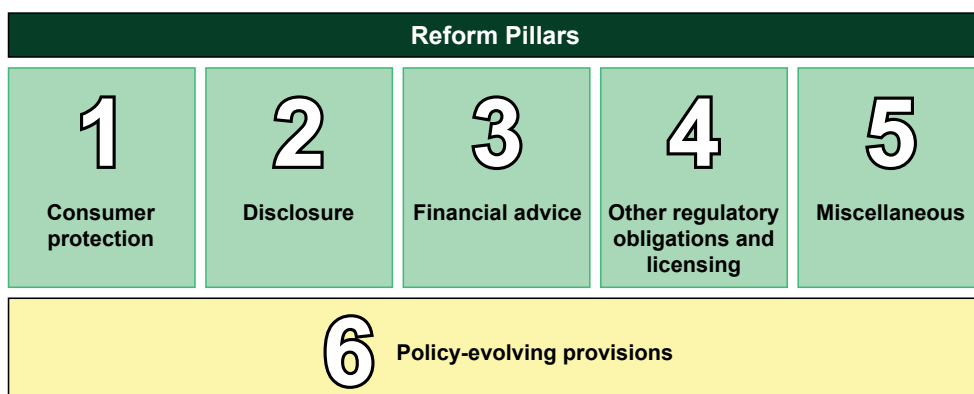 Reform Pillars
1
Consumer
protection
2
Disclosure
3
Financial advice
4
Other regulatory
obligations and
licensing
5
Miscellaneous
6 Policy-evolving provisions